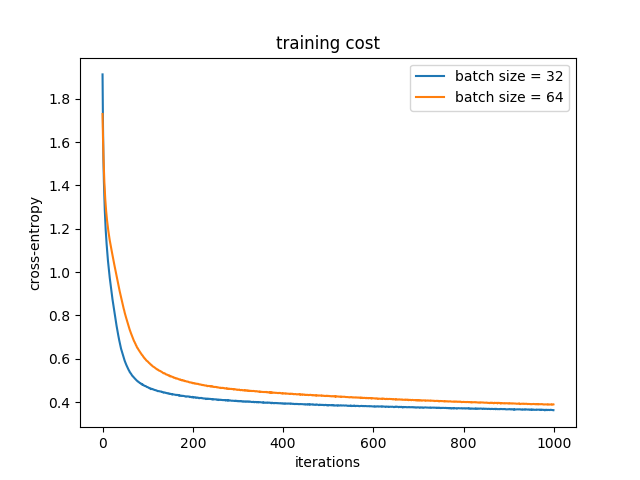 training cost
batch size = 32
batch size = 64
cross-entropy
1.8
1.6
1.4
1.2
1.0
0.8
0.6
0.4
0 200 400 600 800 1000
iterations